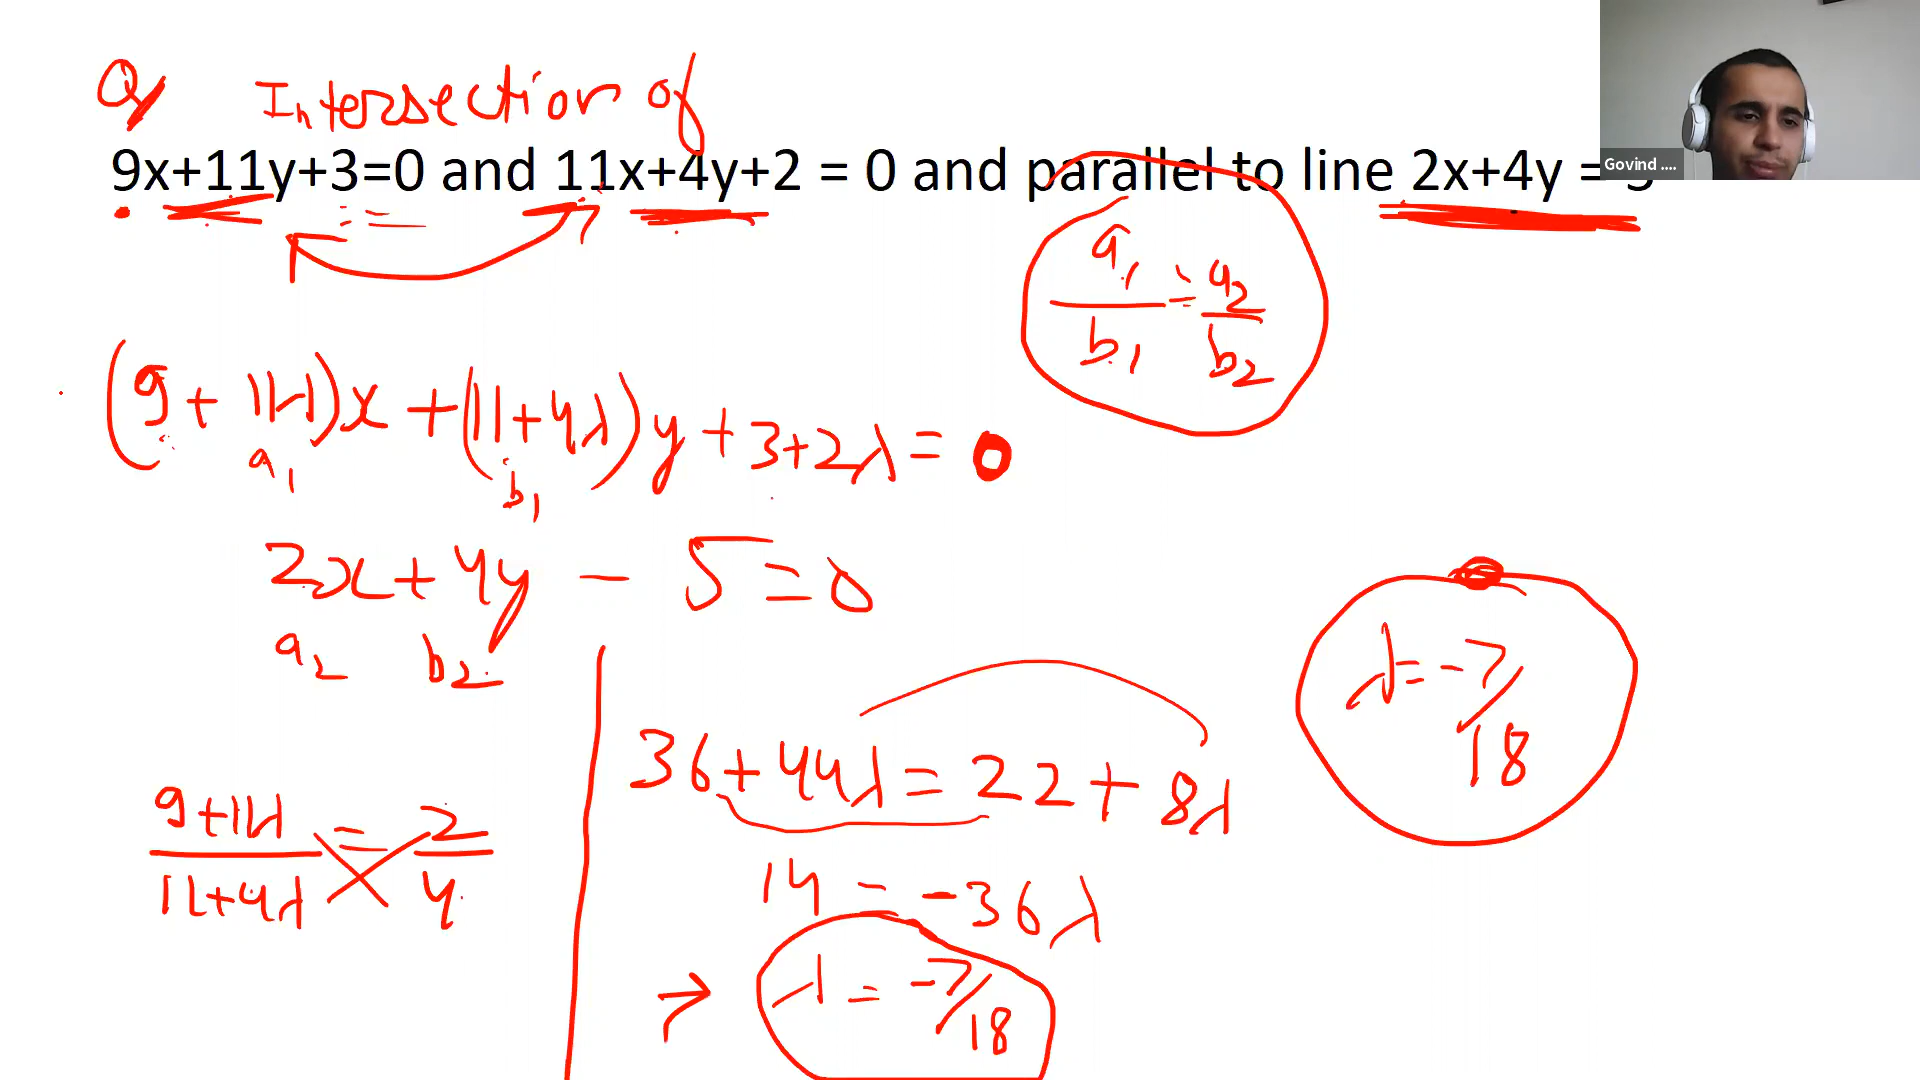 Q Intersection of
9x+11y+3=0 and 11x+4y+2 = 0 and parallel to line 2x+4y = 5
a1/b1 = a2/b2
(9 + 11λ)x + (11+4λ)y + 3+2λ = 0
a1 b1
2x + 4y - 5 = 0
a2 b2
9+11λ/11+4λ = 2/4
36+44λ = 22 + 8λ
14 = -36λ
→ λ = -7/18
λ = -7/18
Govind ....